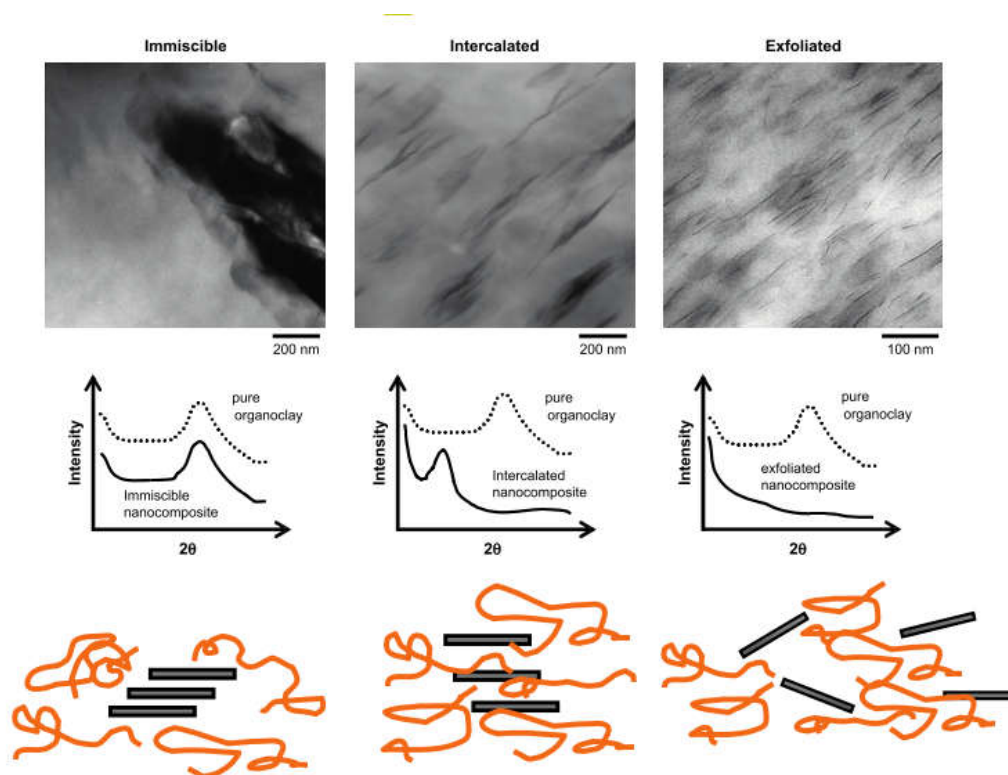 Immiscible
Intercalated
Exfoliated
200 nm
200 nm
100 nm
Intensity
pure
organoclay
Immiscible
nanocomposite
2θ
Intensity
pure
organoclay
Intercalated
nanocomposite
2θ
Intensity
pure
organoclay
exfoliated
nanocomposite
2θ